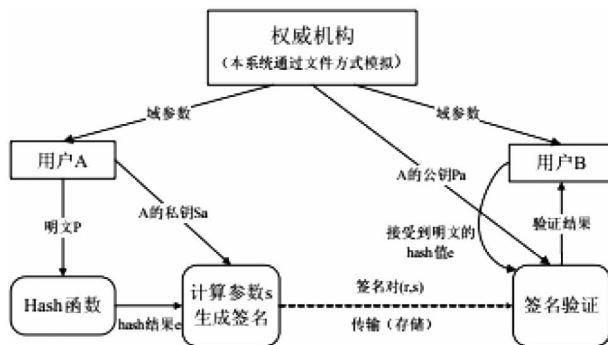 权威机构
（本系统通过文件方式模拟）
域参数
域参数
用户A
用户B
A的公钥Pa
明文P
A的私钥Sa
接受到明文的
hash值e
验证结果
Hash函数
hash结果e
计算参数s
生成签名
签名对(r,s)
传输（存储）
签名验证